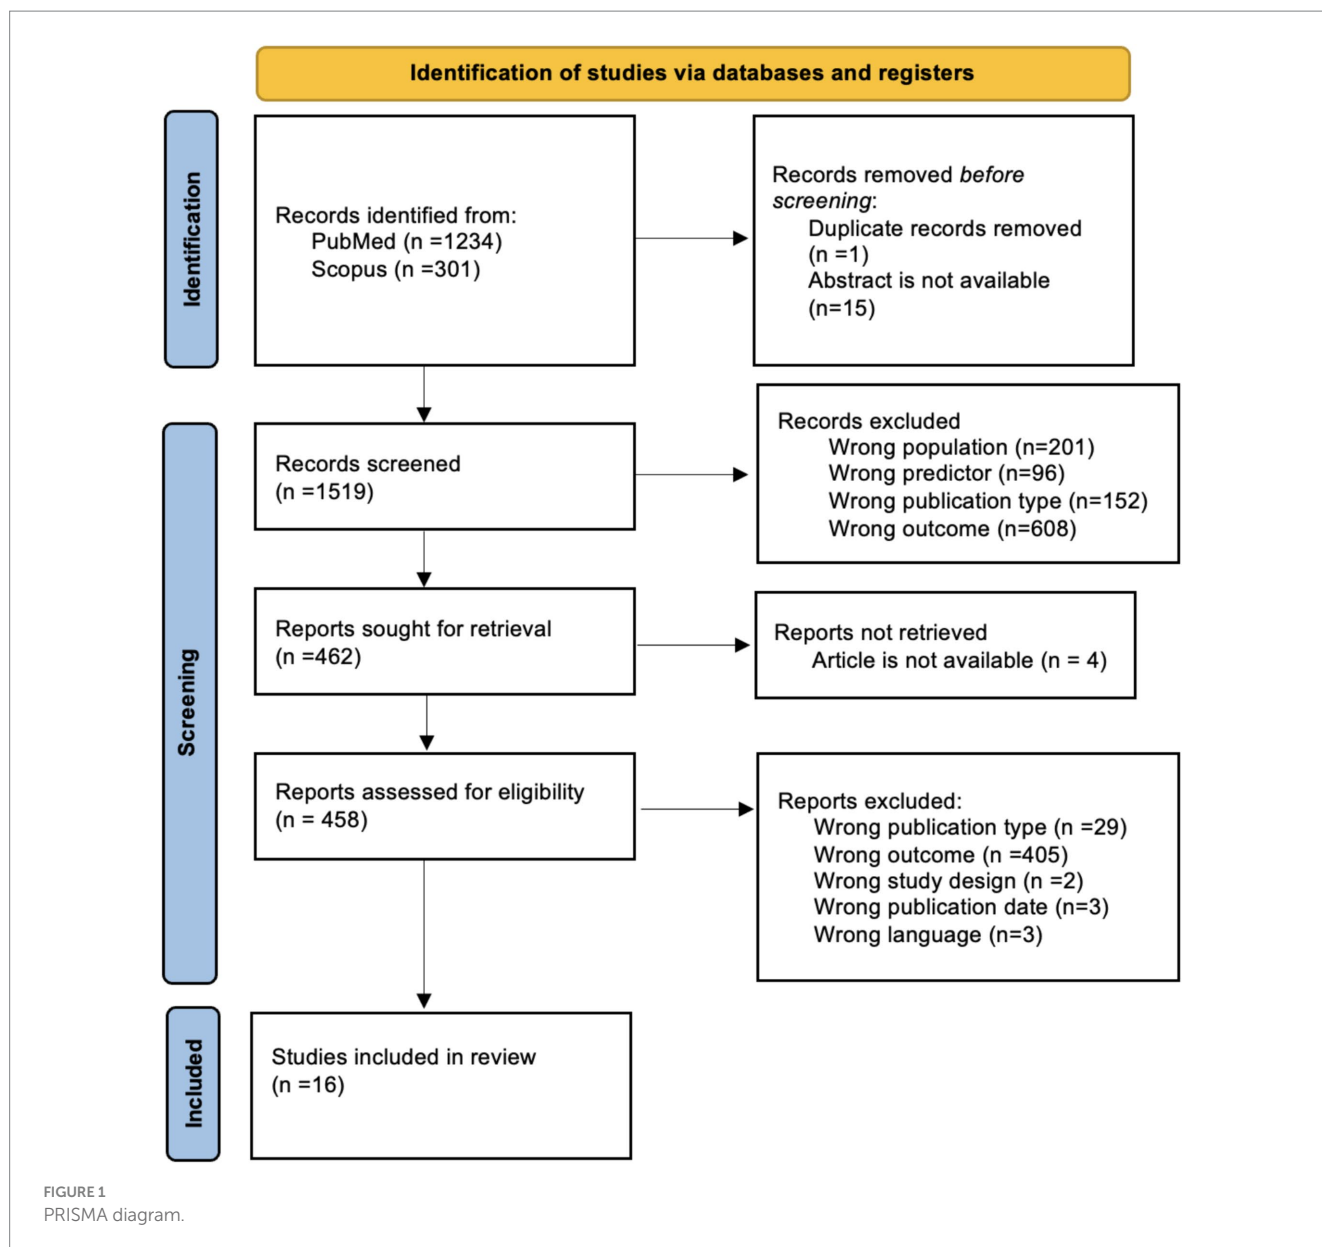 Identification of studies via databases and registers
Identification
Records identified from:
PubMed (n =1234)
Scopus (n =301)
Records removed before
screening:
Duplicate records removed
(n =1)
Abstract is not available
(n=15)
Screening
Records screened
(n =1519)
Records excluded
Wrong population (n=201)
Wrong predictor (n=96)
Wrong publication type (n=152)
Wrong outcome (n=608)
Reports sought for retrieval
(n =462)
Reports not retrieved
Article is not available (n = 4)
Reports assessed for eligibility
(n = 458)
Reports excluded:
Wrong publication type (n =29)
Wrong outcome (n =405)
Wrong study design (n =2)
Wrong publication date (n=3)
Wrong language (n=3)
Included
Studies included in review
(n =16)
FIGURE 1
PRISMA diagram.